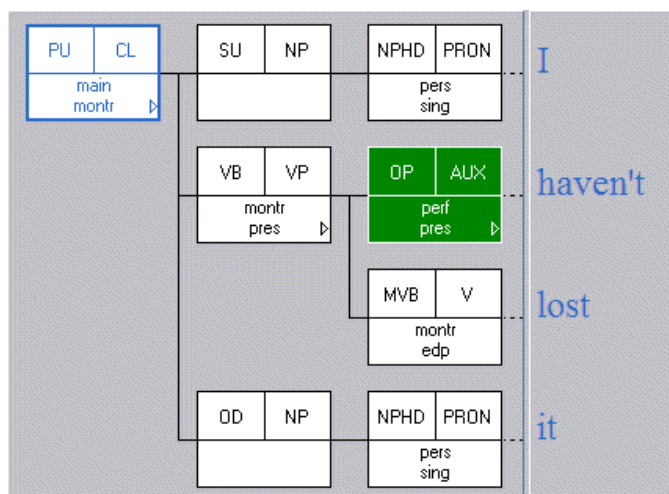 PU CL SU NP NPHD PRON I
main montr pers sing
VB VP OP AUX haven't
montr pres perf pres
MVB V lost
montr edp
OD NP NPHD PRON it
pers sing